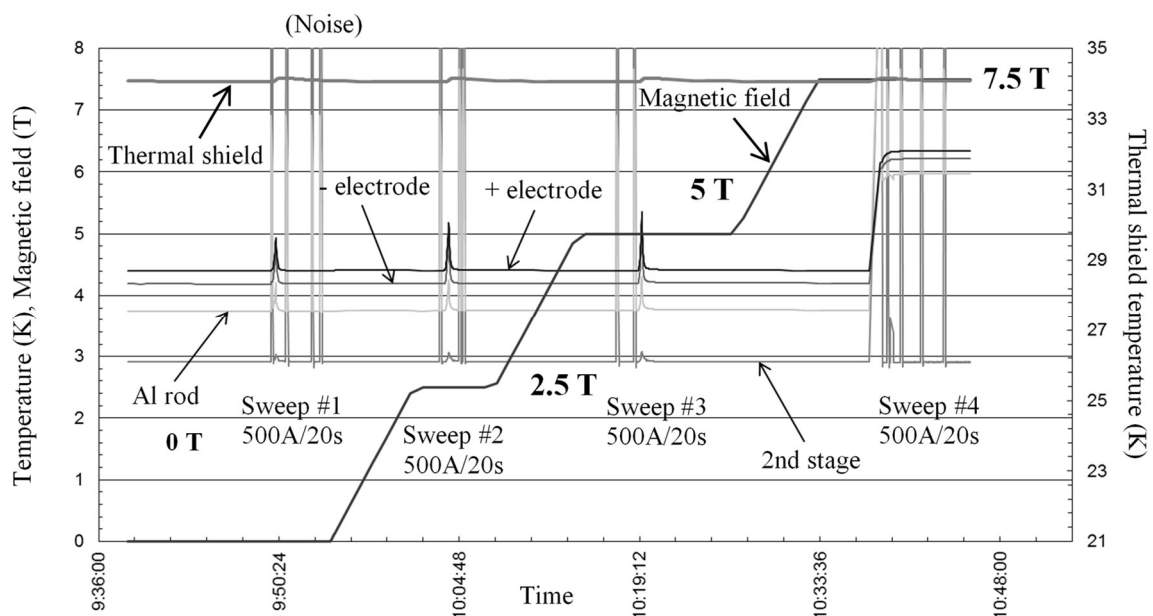 (Noise)
8
7
6
5
4
3
2
1
0
Temperature (K), Magnetic field (T)
35
33
31
29
27
25
23
21
Thermal shield temperature (K)
7.5 T
Magnetic field
Thermal shield
- electrode
+ electrode
5 T
2.5 T
Al rod
0 T
Sweep #1
500A/20s
Sweep #2
500A/20s
Sweep #3
500A/20s
Sweep #4
500A/20s
2nd stage
9:36:00
9:50:24
10:04:48
10:19:12
10:33:36
10:48:00
Time